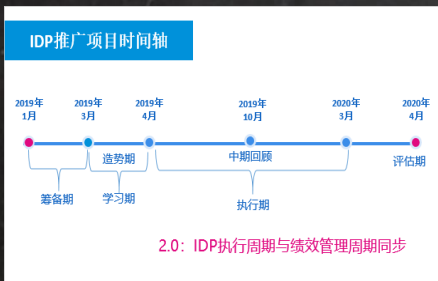 IDP推广项目时间轴
2019年
1月
2019年
3月
2019年
4月
2019年
10月
2020年
3月
2020年
4月
造势期
中期回顾
评估期
筹备期
学习期
执行期
2.0：IDP执行周期与绩效管理周期同步